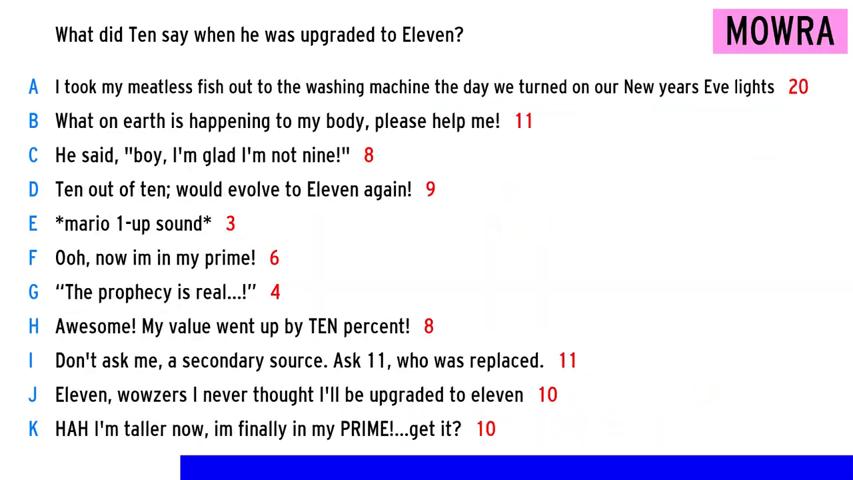 What did Ten say when he was upgraded to Eleven?
MOWRA
A I took my meatless fish out to the washing machine the day we turned on our New years Eve lights 20
B What on earth is happening to my body, please help me! 11
C He said, "boy, I'm glad I'm not nine!" 8
D Ten out of ten; would evolve to Eleven again! 9
E *mario 1-up sound* 3
F Ooh, now im in my prime! 6
G “The prophecy is real...!” 4
H Awesome! My value went up by TEN percent! 8
I Don't ask me, a secondary source. Ask 11, who was replaced. 11
J Eleven, wowzers I never thought I'll be upgraded to eleven 10
K HAH I'm taller now, im finally in my PRIME!...get it? 10